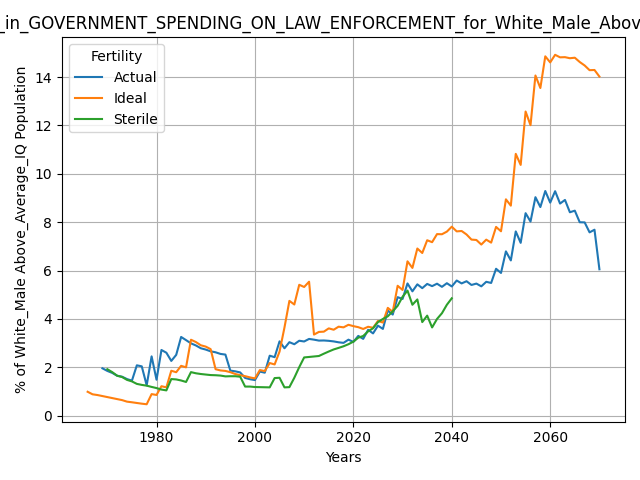 _in_GOVERNMENT_SPENDING_ON_LAW_ENFORCEMENT_for_White_Male_Abov
Fertility
Actual
Ideal
Sterile
% of White_Male Above_Average_IQ Population
14
12
10
8
6
4
2
0
1980 2000 2020 2040 2060
Years